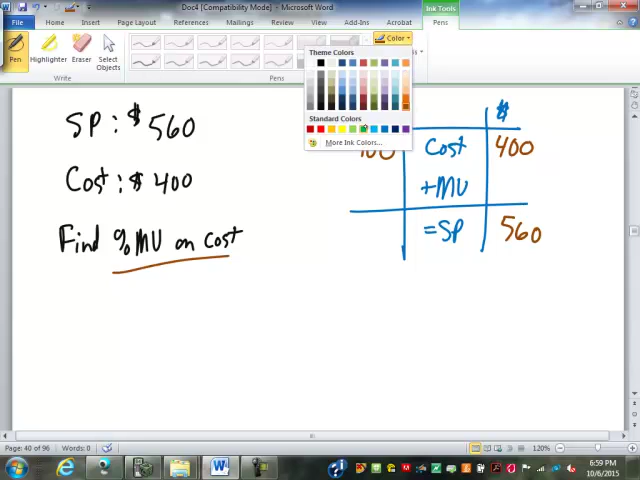 Doc4 [Compatibility Mode] - Microsoft Word
Ink Tools
File Home Insert Page Layout References Mailings Review View Add-Ins Acrobat Pens
Pen Highlighter Eraser Select Objects
Color
Write
Pens
Theme Colors
Standard Colors
More Ink Colors...
SP: $ 560
Cost: $ 400
Find % MU on Cost
$
100 Cost 400
+MU
=SP 560
Page: 40 of 96 Words: 0 120%
6:59 PM
10/6/2015